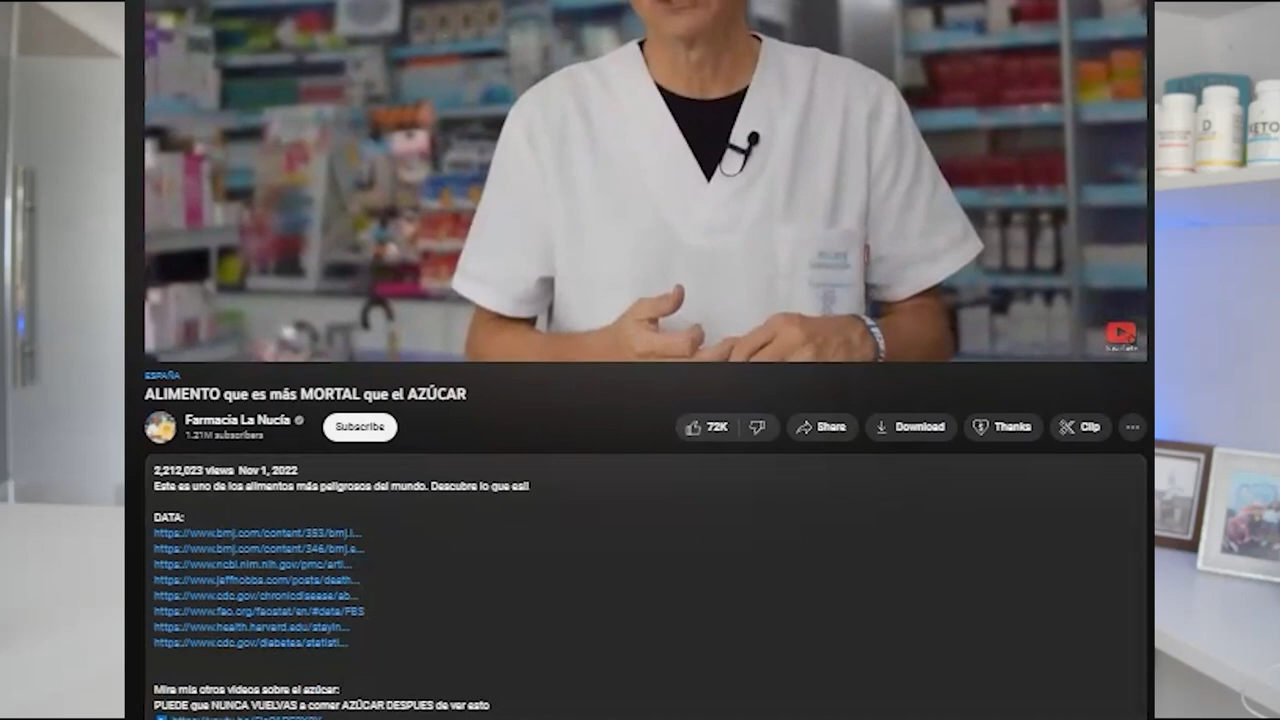 D
KETO
ESPAÑA
ALIMENTO que es más MORTAL que el AZÚCAR
Farmacia La Nucía
1.21M subscribers
Subscribe
72K
Share
Download
Thanks
Clip
2,212,023 views Nov 1, 2022
Este es uno de los alimentos más peligrosos del mundo. Descubre lo que es!!
DATA:
https://www.bmj.com/content/353/bmj.i...
https://www.bmj.com/content/346/bmj.e...
https://www.ncbi.nlm.nih.gov/pmc/arti...
https://www.jeffnobbs.com/posts/death...
https://www.cdc.gov/chronicdisease/ab...
https://www.fao.org/faostat/en/#data/FBS
https://www.health.harvard.edu/stayin...
https://www.cdc.gov/diabetes/statisti...
Mira mis otros videos sobre el azúcar:
PUEDE que NUNCA VUELVAS a comer AZÚCAR DESPUES de ver esto